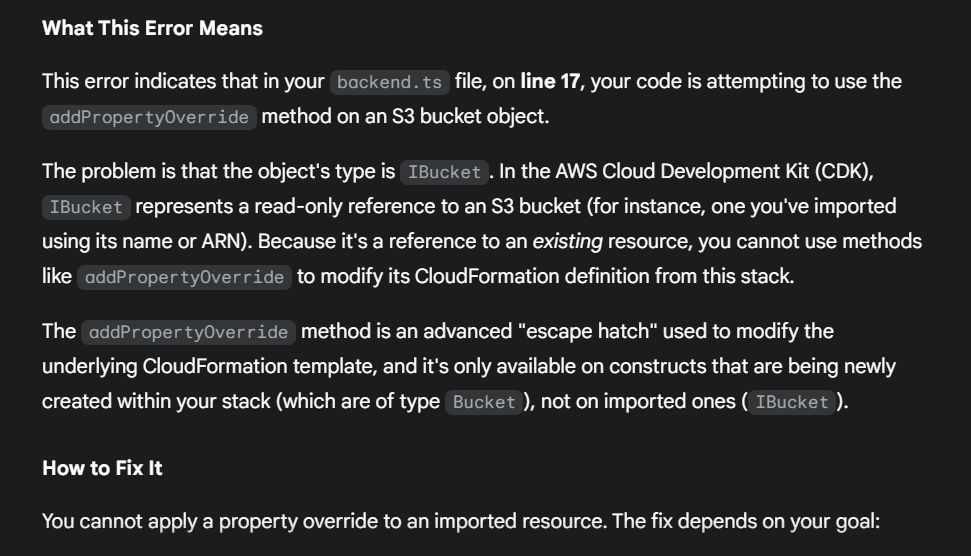 What This Error Means
This error indicates that in your backend.ts file, on line 17, your code is attempting to use the
addPropertyOverride method on an S3 bucket object.
The problem is that the object's type is IBucket. In the AWS Cloud Development Kit (CDK),
IBucket represents a read-only reference to an S3 bucket (for instance, one you've imported
using its name or ARN). Because it's a reference to an existing resource, you cannot use methods
like addPropertyOverride to modify its CloudFormation definition from this stack.
The addPropertyOverride method is an advanced "escape hatch" used to modify the
underlying CloudFormation template, and it's only available on constructs that are being newly
created within your stack (which are of type Bucket), not on imported ones (IBucket).
How to Fix It
You cannot apply a property override to an imported resource. The fix depends on your goal: